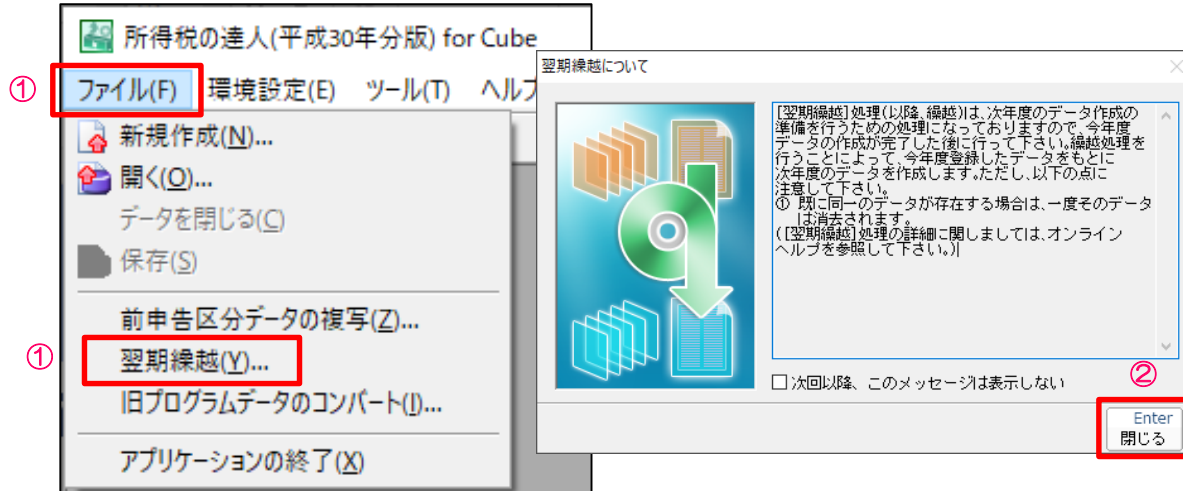 所得税の達人(平成30年分版) for Cube
① ファイル(F) 環境設定(E) ツール(T) ヘルプ
新規作成(N)...
開く(O)...
データを閉じる(C)
保存(S)
前申告区分データの複写(Z)...
① 翌期繰越(Y)...
旧プログラムデータのコンバート(I)...
アプリケーションの終了(X)
翌期繰越について
[翌期繰越]処理(以降、繰越)は、次年度のデータ作成の
準備を行うための処理になっておりますので、今年度
データの作成が完了した後に行って下さい。繰越処理を
行うことによって、今年度登録したデータをもとに
次年度のデータを作成します。ただし、以下の点に
注意して下さい。
① 既に同一のデータが存在する場合は、一度そのデータ
は消去されます。
([翌期繰越]処理の詳細に関しましては、オンライン
ヘルプを参照して下さい。)
次回以降、このメッセージは表示しない
②
Enter
閉じる